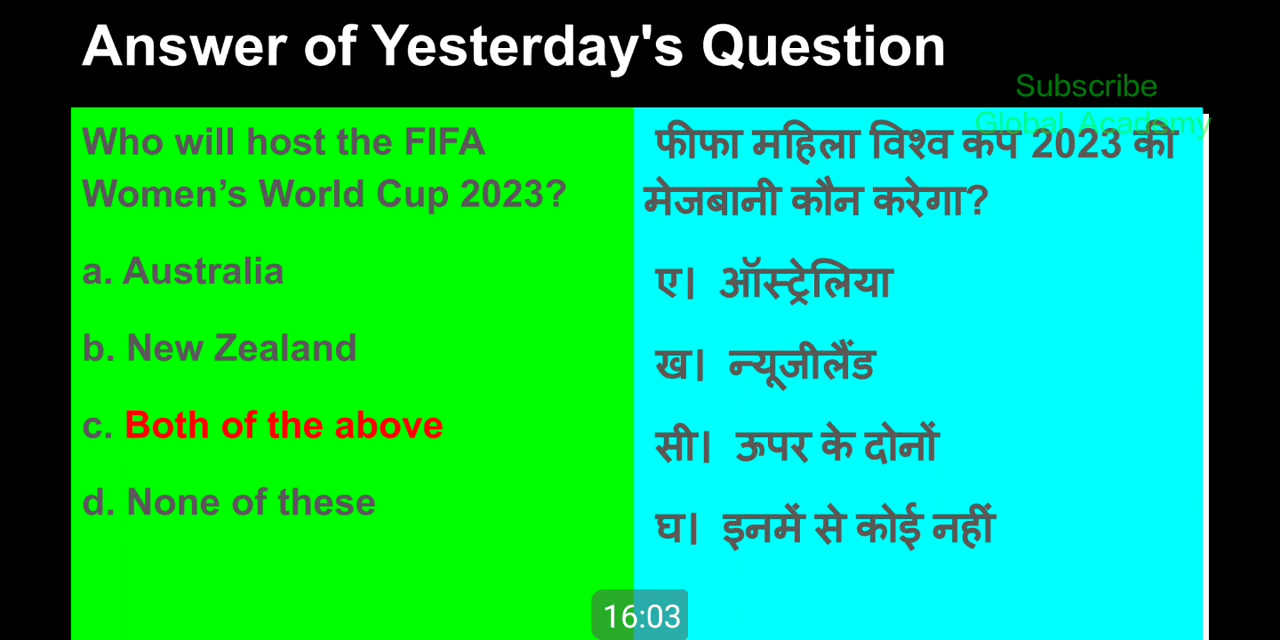 Answer of Yesterday's Question
Subscribe
Global Academy
Who will host the FIFA
Women’s World Cup 2023?
a. Australia
b. New Zealand
c. Both of the above
d. None of these
फीफा महिला विश्व कप 2023 की
मेजबानी कौन करेगा?
ए। ऑस्ट्रेलिया
ख। न्यूजीलैंड
सी। ऊपर के दोनों
घ। इनमें से कोई नहीं
16:03